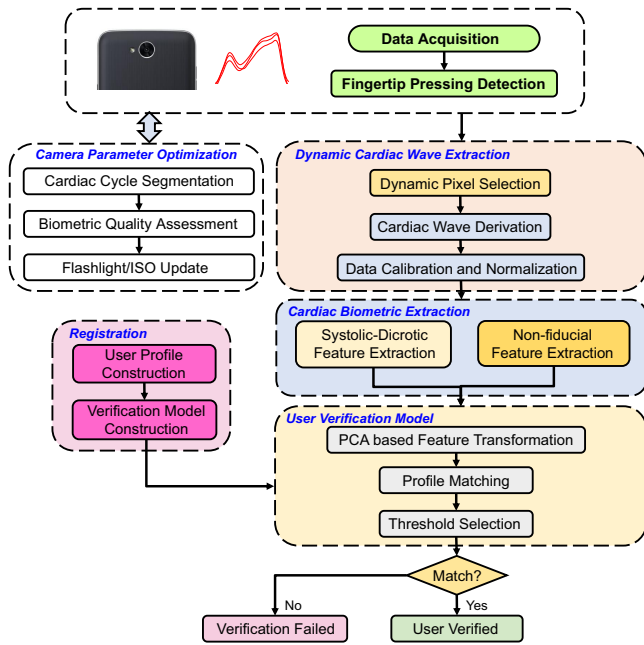 Data Acquisition
Fingertip Pressing Detection
Camera Parameter Optimization
Cardiac Cycle Segmentation
Biometric Quality Assessment
Flashlight/ISO Update
Dynamic Cardiac Wave Extraction
Dynamic Pixel Selection
Cardiac Wave Derivation
Data Calibration and Normalization
Cardiac Biometric Extraction
Systolic-Dicrotic
Feature Extraction
Non-fiducial
Feature Extraction
Registration
User Profile
Construction
Verification Model
Construction
User Verification Model
PCA based Feature Transformation
Profile Matching
Threshold Selection
Match?
No
Yes
Verification Failed
User Verified